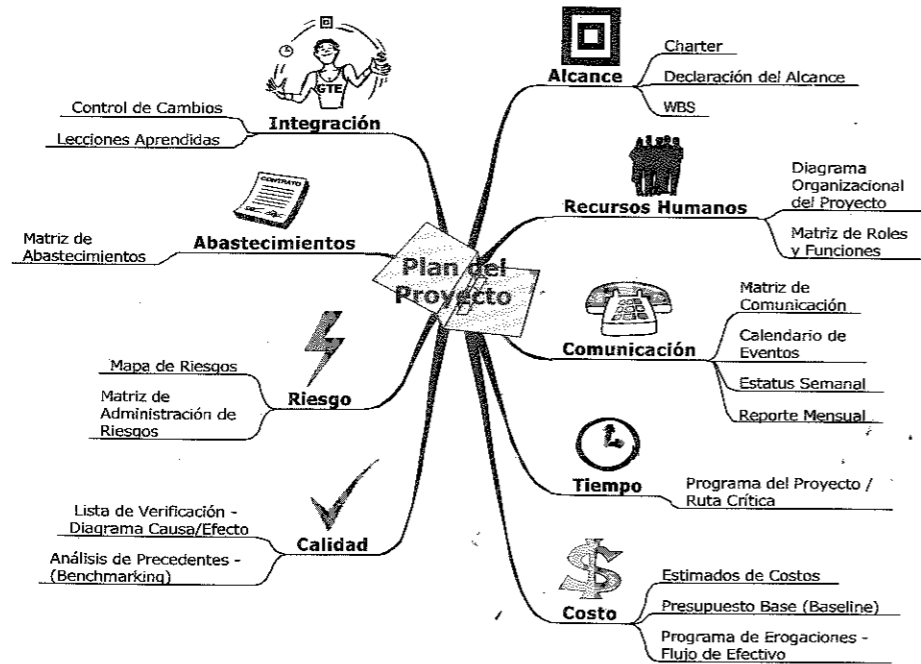 Plan del
Proyecto
Alcance
Charter
Declaración del Alcance
WBS
Recursos Humanos
Diagrama
Organizacional
del Proyecto
Matriz de Roles
y Funciones
Comunicación
Matriz de
Comunicación
Calendario de
Eventos
Estatus Semanal
Reporte Mensual
Tiempo
Programa del Proyecto /
Ruta Crítica
Costo
Estimados de Costos
Presupuesto Base (Baseline)
Programa de Erogaciones -
Flujo de Efectivo
GTE
Integración
Control de Cambios
Lecciones Aprendidas
CONTRATO
Abastecimientos
Matriz de
Abastecimientos
Riesgo
Mapa de Riesgos
Matriz de
Administración de
Riesgos
Calidad
Lista de Verificación -
Diagrama Causa/Efecto
Análisis de Precedentes -
(Benchmarking)